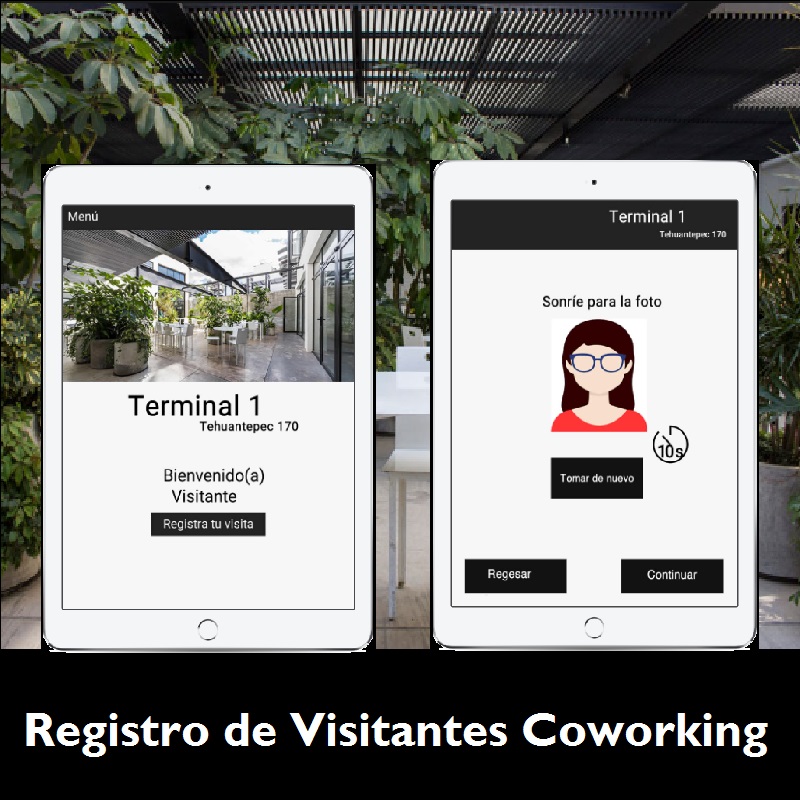 Menú
Terminal 1
Tehuantepec 170
Bienvenido(a)
Visitante
Registra tu visita
Terminal 1
Tehuantepec 170
Sonríe para la foto
10s
Tomar de nuevo
Regesar
Continuar
Registro de Visitantes Coworking